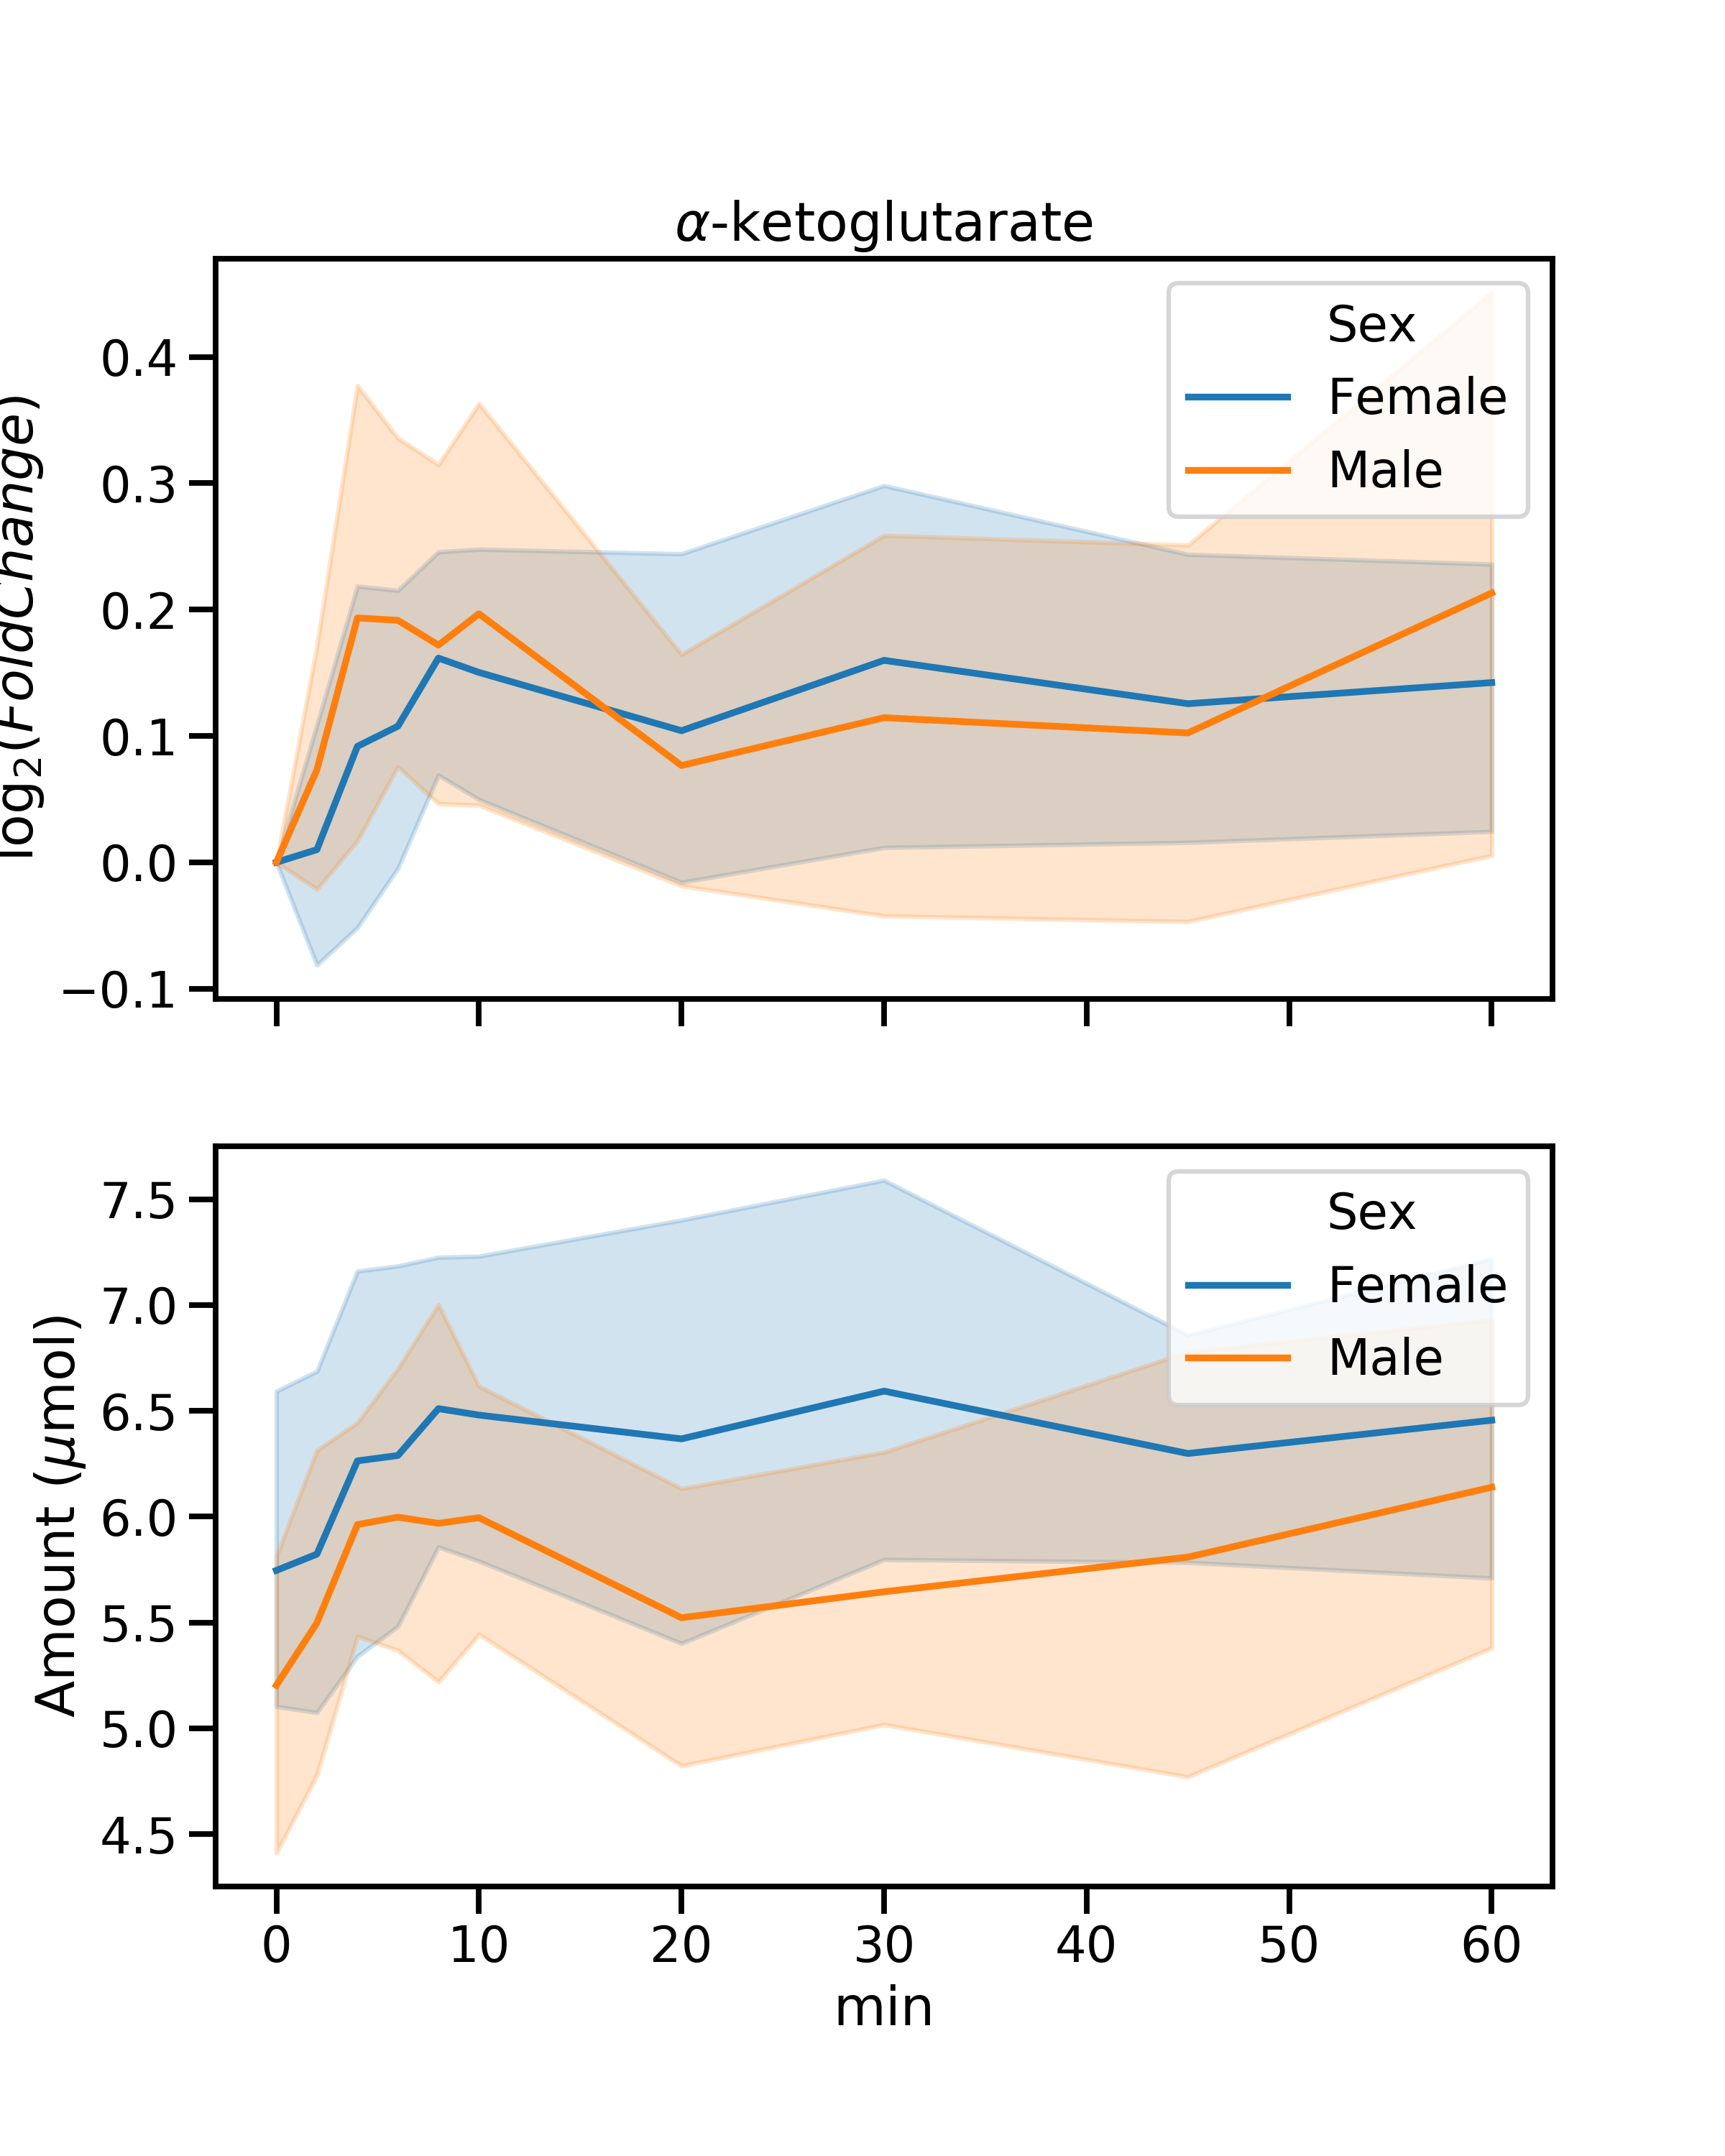 α-ketoglutarate
log₂(FoldChange)
0.4
0.3
0.2
0.1
0.0
−0.1
Sex
Female
Male
Amount (μmol)
7.5
7.0
6.5
6.0
5.5
5.0
4.5
Sex
Female
Male
0 10 20 30 40 50 60
min